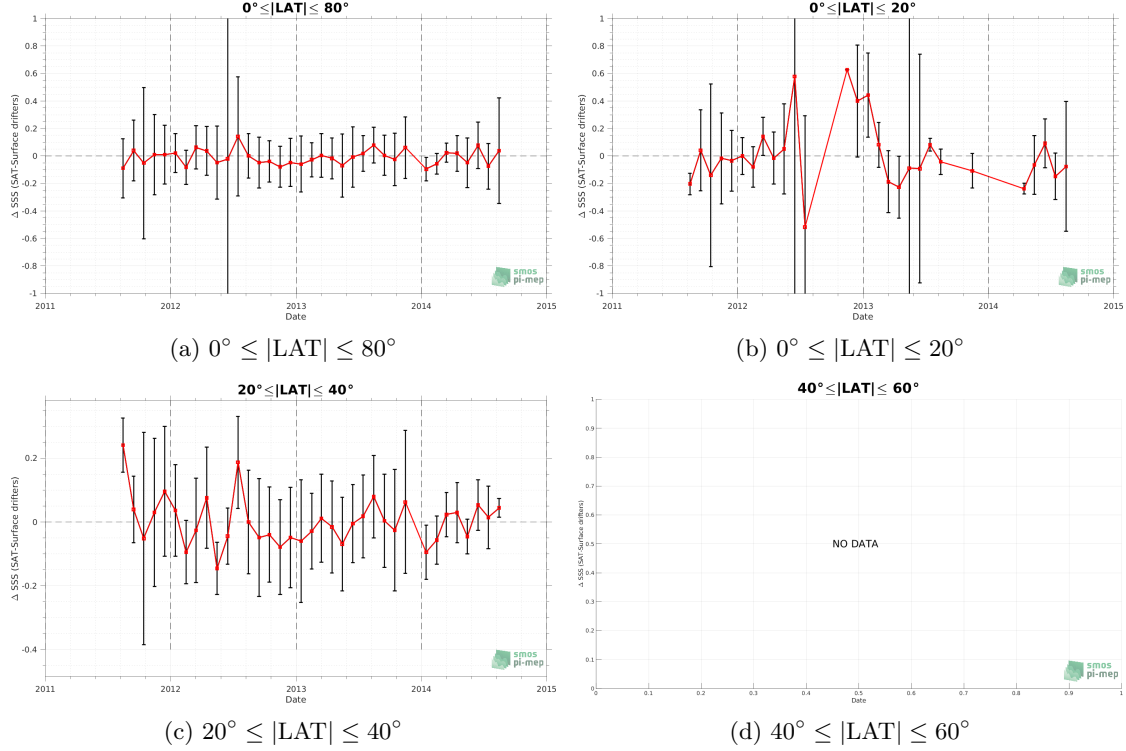 0°≤|LAT|≤ 80°
Δ SSS (SAT-Surface drifters)
1
0.8
0.6
0.4
0.2
0
-0.2
-0.4
-0.6
-0.8
-1
2011 2012 2013 2014 2015
Date
smos
pi-mep
(a) 0° ≤ |LAT| ≤ 80°
0°≤|LAT|≤ 20°
Δ SSS (SAT-Surface drifters)
1
0.8
0.6
0.4
0.2
0
-0.2
-0.4
-0.6
-0.8
-1
2011 2012 2013 2014 2015
Date
smos
pi-mep
(b) 0° ≤ |LAT| ≤ 20°
20°≤|LAT|≤ 40°
Δ SSS (SAT-Surface drifters)
0.2
0
-0.2
-0.4
2011 2012 2013 2014 2015
Date
smos
pi-mep
(c) 20° ≤ |LAT| ≤ 40°
40°≤|LAT|≤ 60°
Δ SSS (SAT-Surface drifters)
1
0.9
0.8
0.7
0.6
0.5
0.4
0.3
0.2
0.1
0
NO DATA
0 0.1 0.2 0.3 0.4 0.5 0.6 0.7 0.8 0.9 1
Date
smos
pi-mep
(d) 40° ≤ |LAT| ≤ 60°